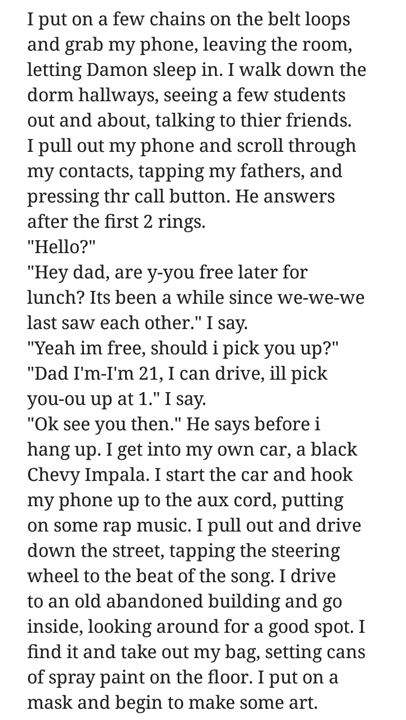 I put on a few chains on the belt loops
and grab my phone, leaving the room,
letting Damon sleep in. I walk down the
dorm hallways, seeing a few students
out and about, talking to thier friends.
I pull out my phone and scroll through
my contacts, tapping my fathers, and
pressing thr call button. He answers
after the first 2 rings.
"Hello?"
"Hey dad, are y-you free later for
lunch? Its been a while since we-we-we
last saw each other." I say.
"Yeah im free, should i pick you up?"
"Dad I'm-I'm 21, I can drive, ill pick
you-ou up at 1." I say.
"Ok see you then." He says before i
hang up. I get into my own car, a black
Chevy Impala. I start the car and hook
my phone up to the aux cord, putting
on some rap music. I pull out and drive
down the street, tapping the steering
wheel to the beat of the song. I drive
to an old abandoned building and go
inside, looking around for a good spot. I
find it and take out my bag, setting cans
of spray paint on the floor. I put on a
mask and begin to make some art.